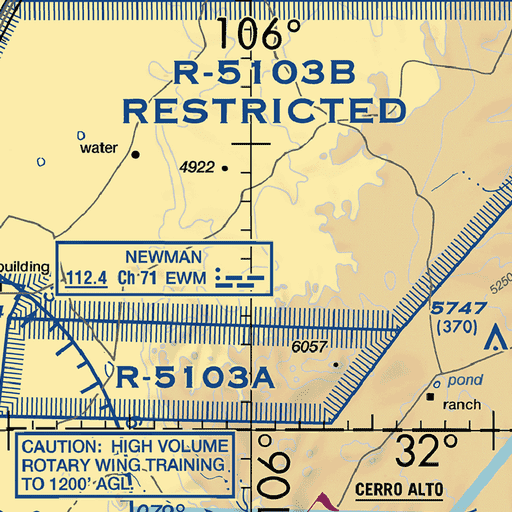 106°
R-5103B
RESTRICTED
water
4922
building
NEWMAN
112.4 Ch 71 EWM
5250
5747
(370)
6057
R-5103A
pond
ranch
CAUTION: HIGH VOLUME
ROTARY WING TRAINING
TO 1200' AGL.
106°
32°
CERRO ALTO
079°